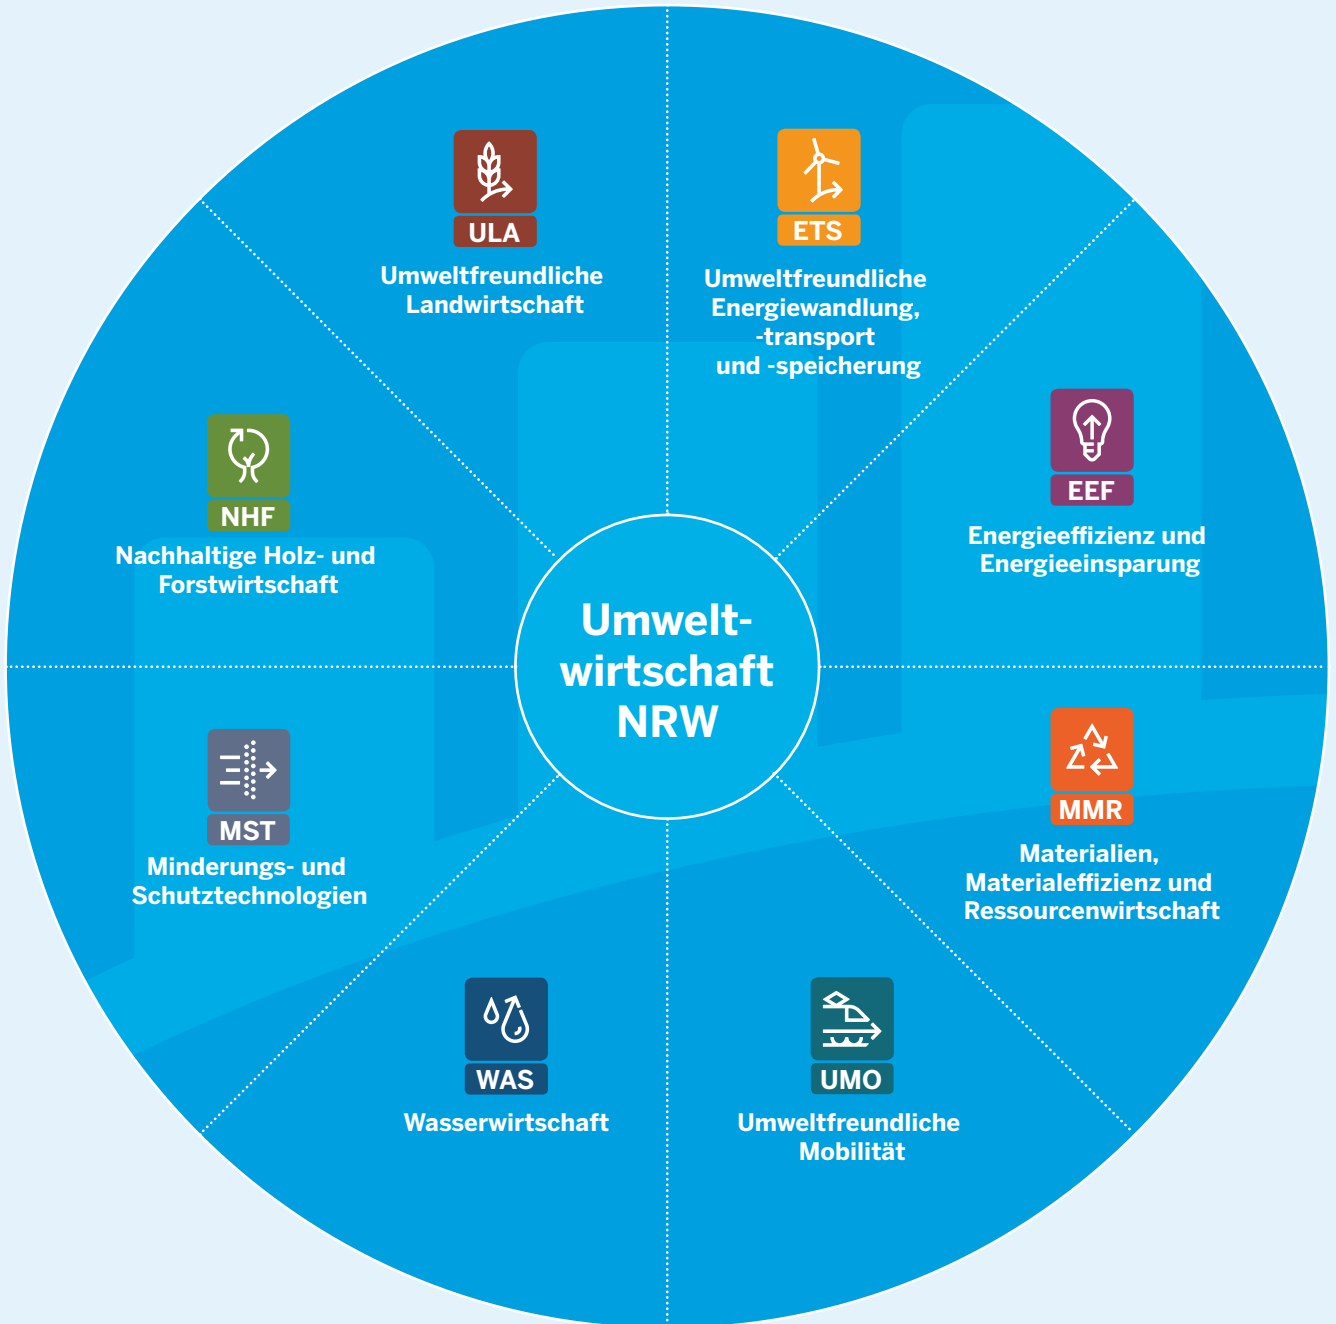 ULA
Umweltfreundliche
Landwirtschaft
ETS
Umweltfreundliche
Energiewandlung,
-transport
und -speicherung
EEF
Energieeffizienz und
Energieeinsparung
NHF
Nachhaltige Holz- und
Forstwirtschaft
Umwelt-
wirtschaft
NRW
MMR
Materialien,
Materialeffizienz und
Ressourcenwirtschaft
MST
Minderungs- und
Schutztechnologien
WAS
Wasserwirtschaft
UMO
Umweltfreundliche
Mobilität